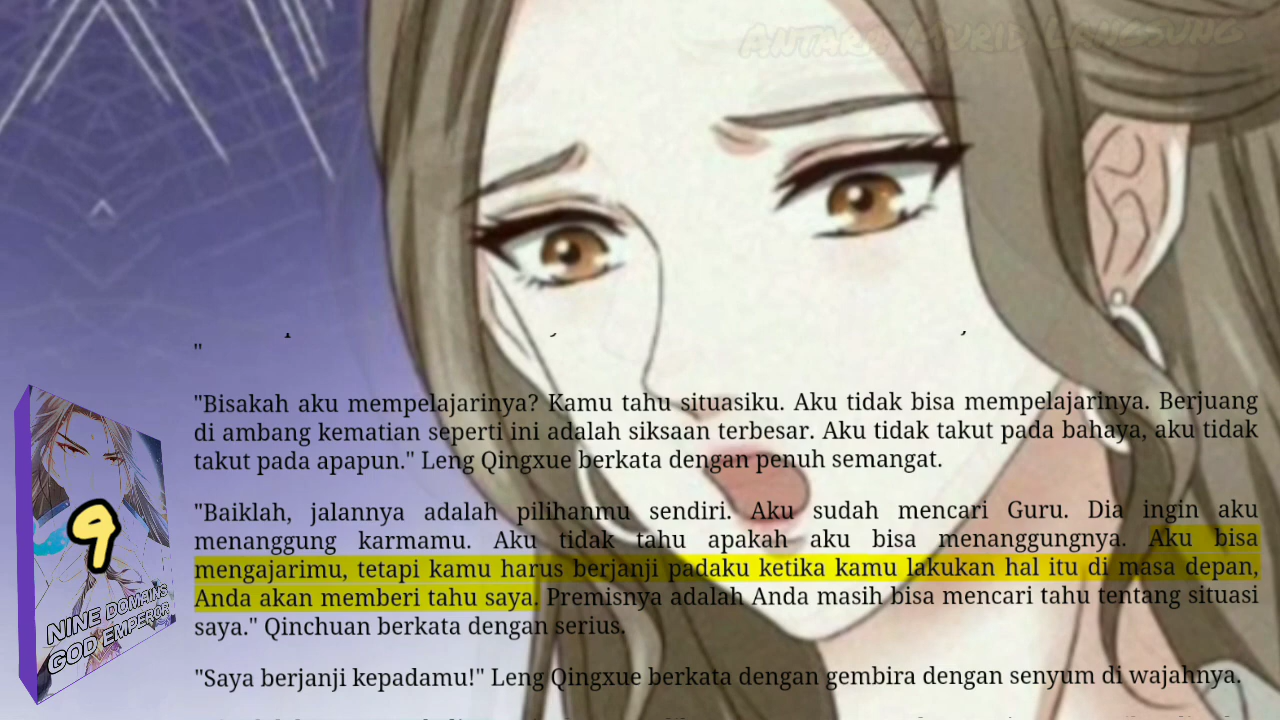 Antara Murid Langsung
"
"Bisakah aku mempelajarinya? Kamu tahu situasiku. Aku tidak bisa mempelajarinya. Berjuang
di ambang kematian seperti ini adalah siksaan terbesar. Aku tidak takut pada bahaya, aku tidak
takut pada apapun." Leng Qingxue berkata dengan penuh semangat.
"Baiklah, jalannya adalah pilihanmu sendiri. Aku sudah mencari Guru. Dia ingin aku
menanggung karmamu. Aku tidak tahu apakah aku bisa menanggungnya. Aku bisa
mengajarimu, tetapi kamu harus berjanji padaku ketika kamu lakukan hal itu di masa depan,
Anda akan memberi tahu saya. Premisnya adalah Anda masih bisa mencari tahu tentang situasi
saya." Qinchuan berkata dengan serius.
"Saya berjanji kepadamu!" Leng Qingxue berkata dengan gembira dengan senyum di wajahnya.
9
NINE DOMAINS
GOD EMPEROR